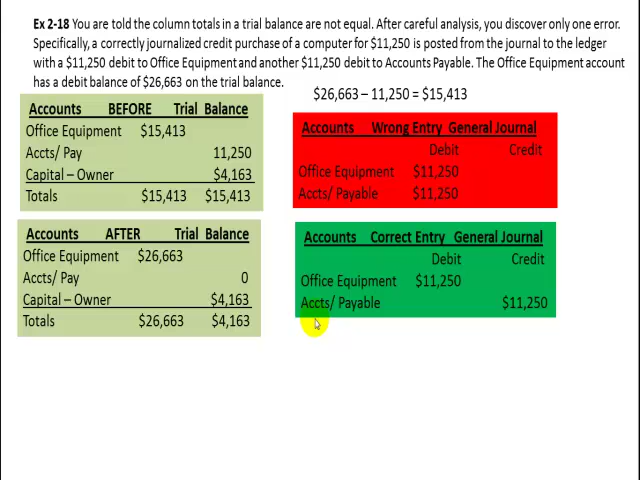 Ex 2-18 You are told the column totals in a trial balance are not equal. After careful analysis, you discover only one error.
Specifically, a correctly journalized credit purchase of a computer for $11,250 is posted from the journal to the ledger
with a $11,250 debit to Office Equipment and another $11,250 debit to Accounts Payable. The Office Equipment account
has a debit balance of $26,663 on the trial balance.
$26,663 – 11,250 = $15,413
Accounts BEFORE Trial Balance
Office Equipment $15,413
Accts/ Pay 11,250
Capital – Owner $4,163
Totals $15,413 $15,413
Accounts Wrong Entry General Journal
Debit Credit
Office Equipment $11,250
Accts/ Payable $11,250
Accounts AFTER Trial Balance
Office Equipment $26,663
Accts/ Pay 0
Capital – Owner $4,163
Totals $26,663 $4,163
Accounts Correct Entry General Journal
Debit Credit
Office Equipment $11,250
Accts/ Payable $11,250